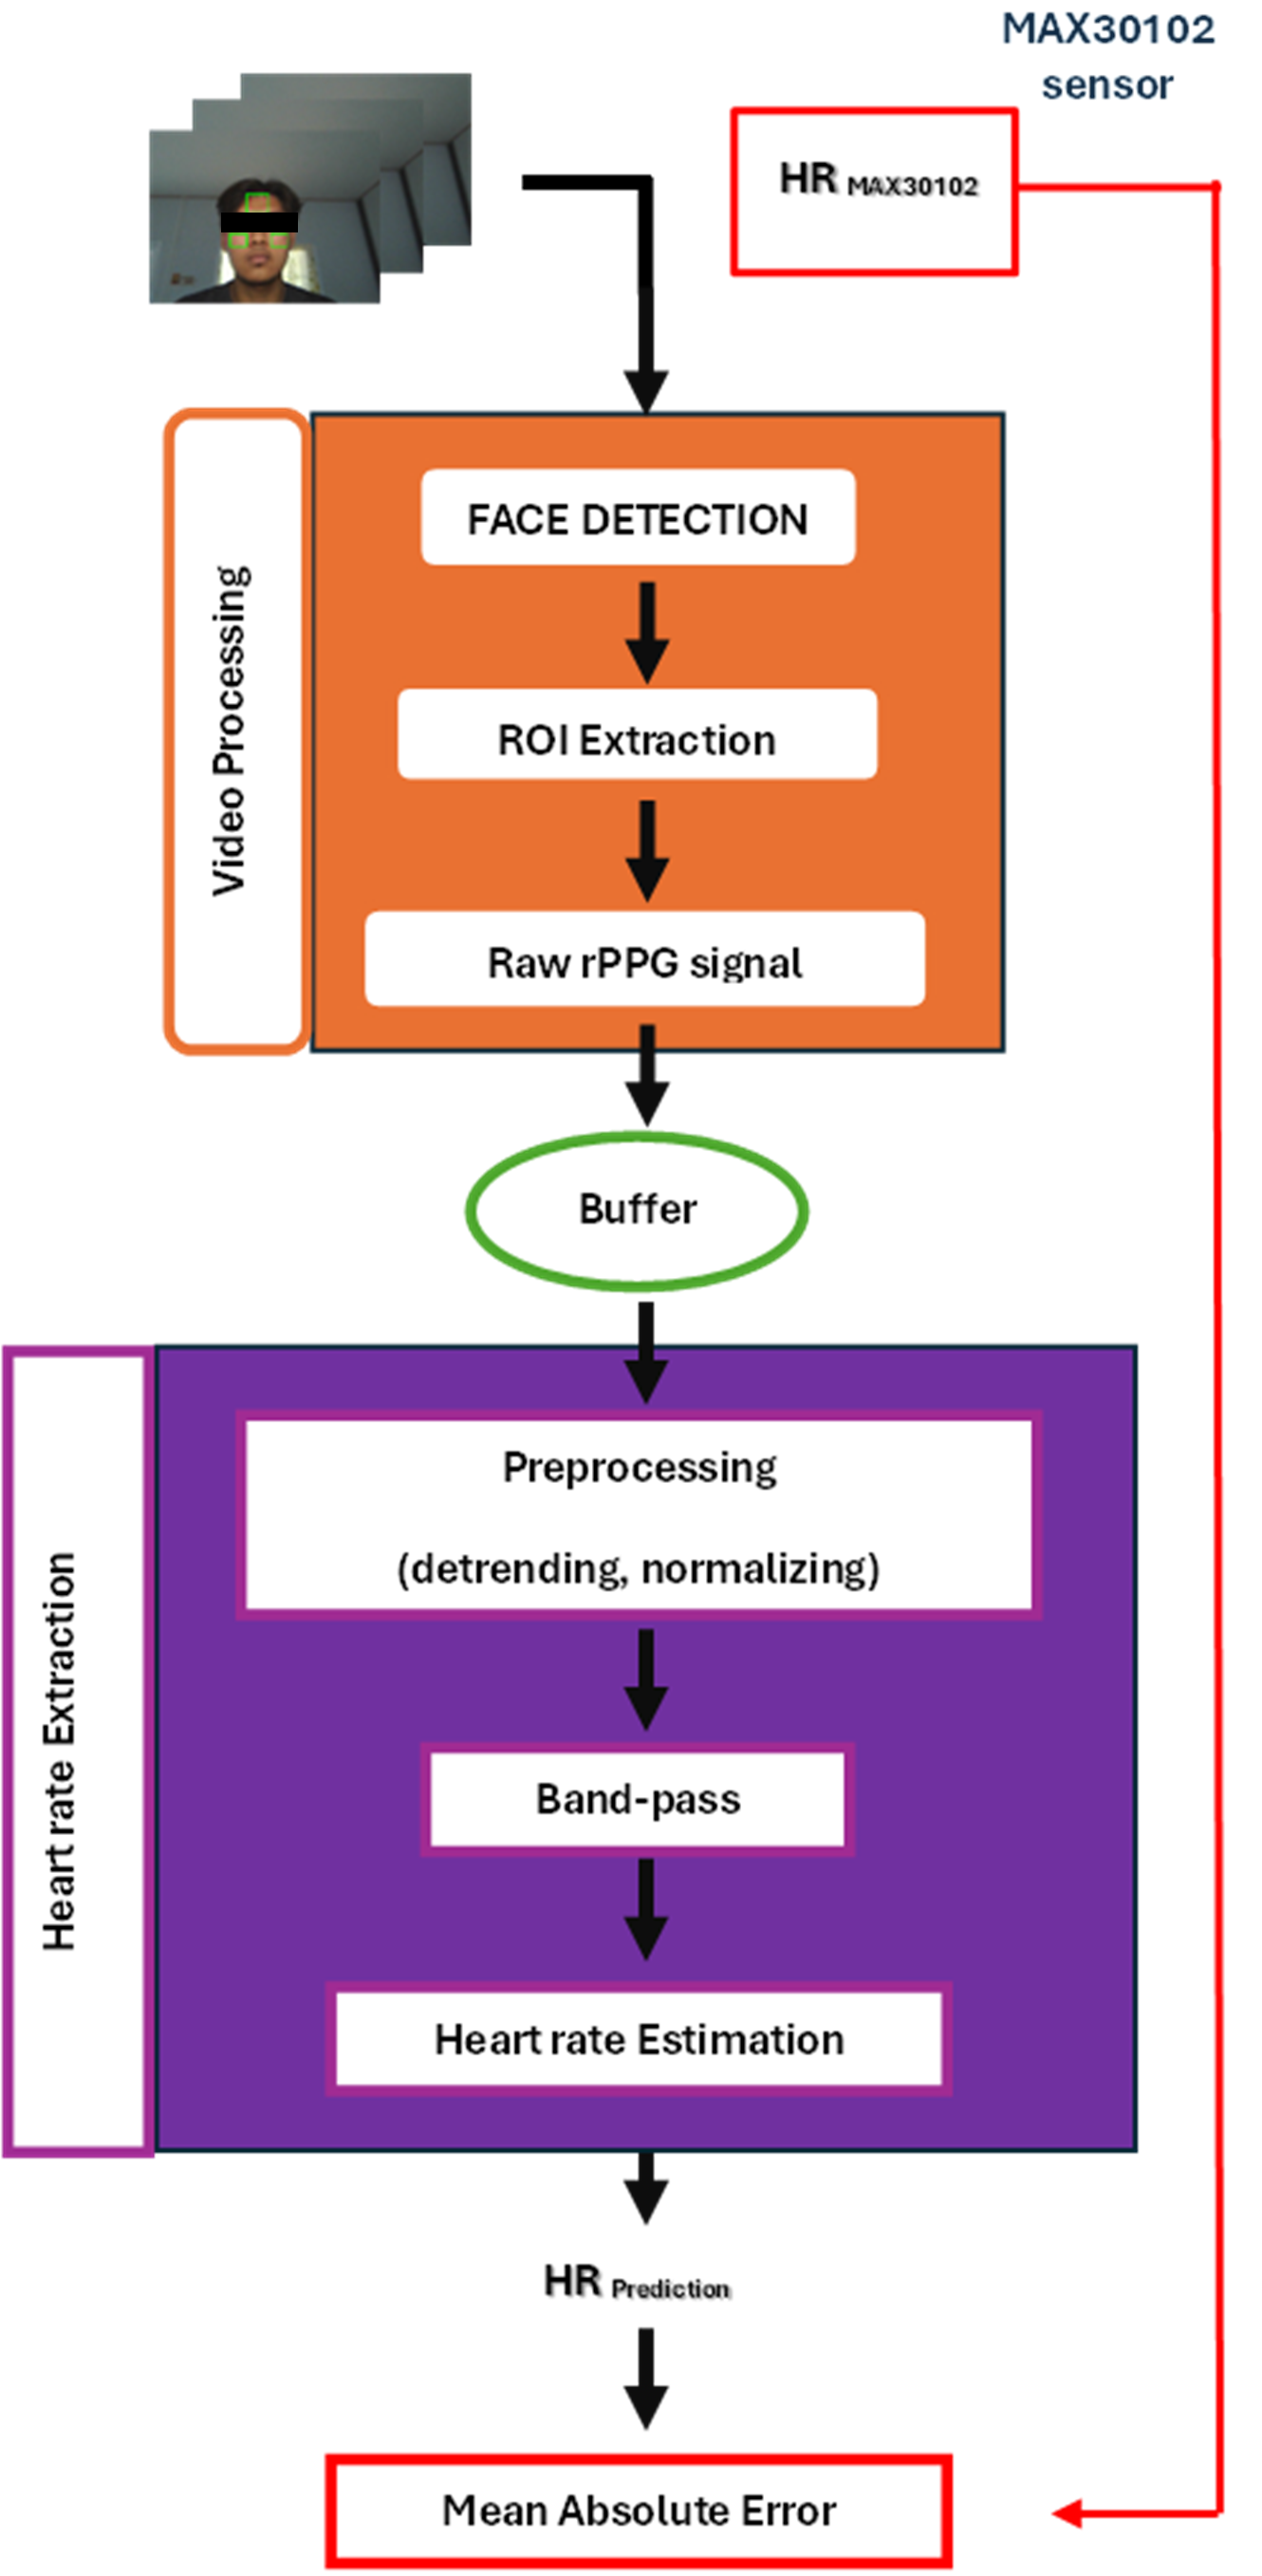 MAX30102
sensor
HR MAX30102
Video Processing
FACE DETECTION
ROI Extraction
Raw rPPG signal
Buffer
Heart rate Extraction
Preprocessing
(detrending, normalizing)
Band-pass
Heart rate Estimation
HR Prediction
Mean Absolute Error